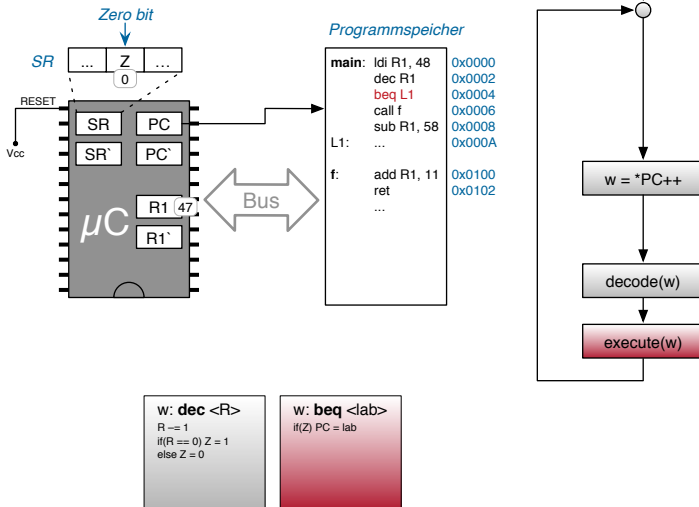 Zero bit
Programmspeicher
SR ... Z ...
0
RESET
Vcc
SR PC
SR` PC`
R1 47
R1`
µC
Bus
main: ldi R1, 48 0x0000
dec R1 0x0002
beq L1 0x0004
call f 0x0006
sub R1, 58 0x0008
L1: ... 0x000A
f: add R1, 11 0x0100
ret 0x0102
...
w = *PC++
decode(w)
execute(w)
w: dec <R>
R −= 1
if(R == 0) Z = 1
else Z = 0
w: beq <lab>
if(Z) PC = lab